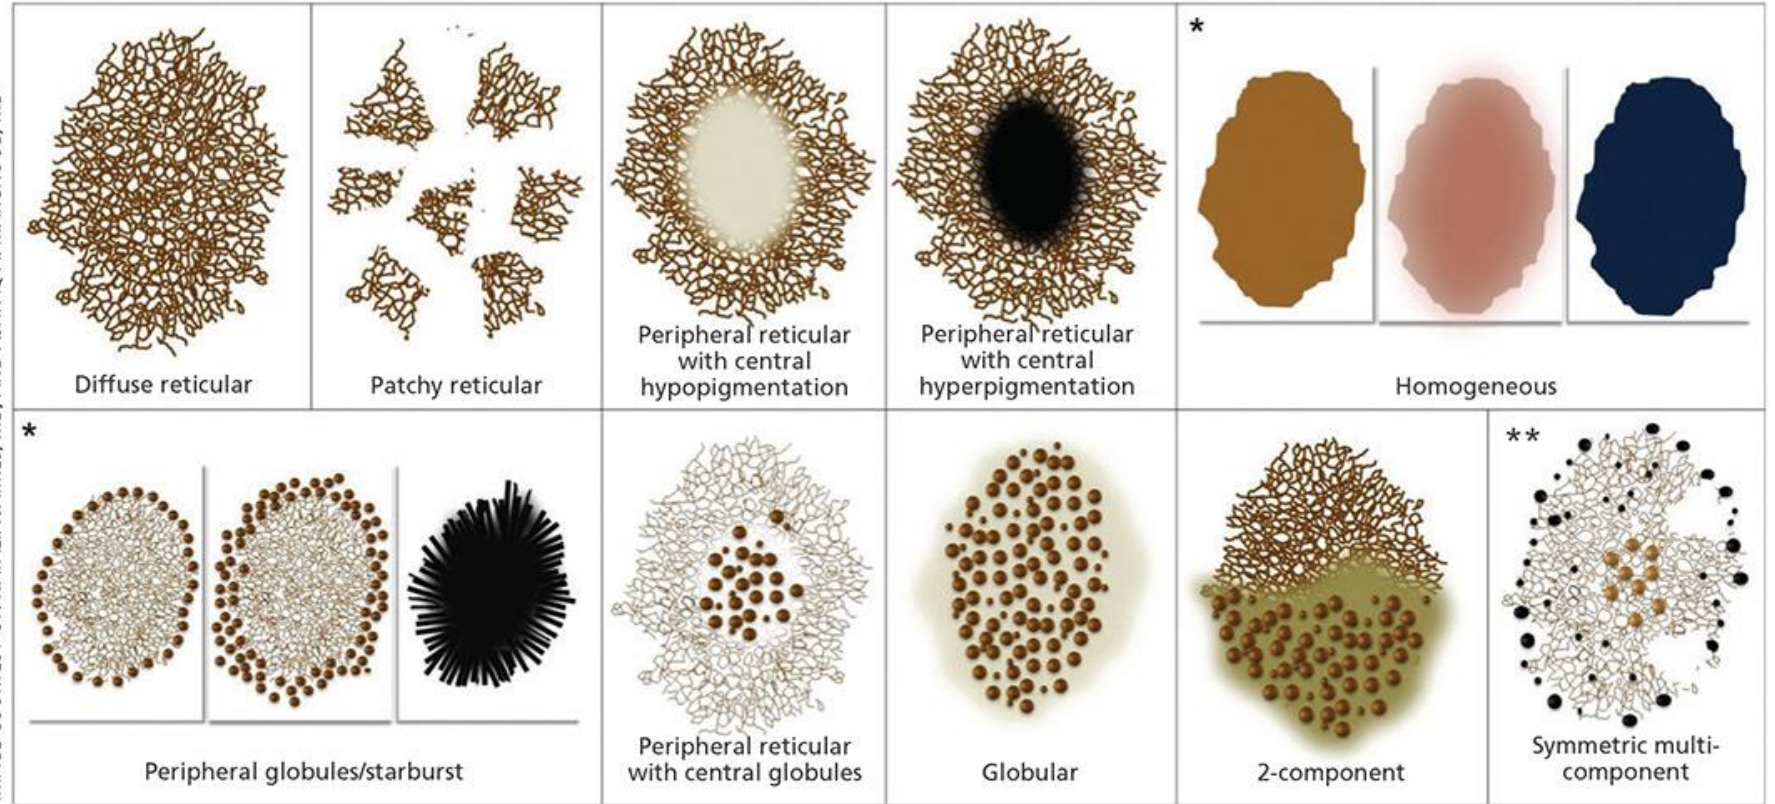 *
Diffuse reticular
Patchy reticular
Peripheral reticular
with central
hypopigmentation
Peripheral reticular
with central
hyperpigmentation
Homogeneous
*
**
Peripheral globules/starburst
Peripheral reticular
with central globules
Globular
2-component
Symmetric multi-
component